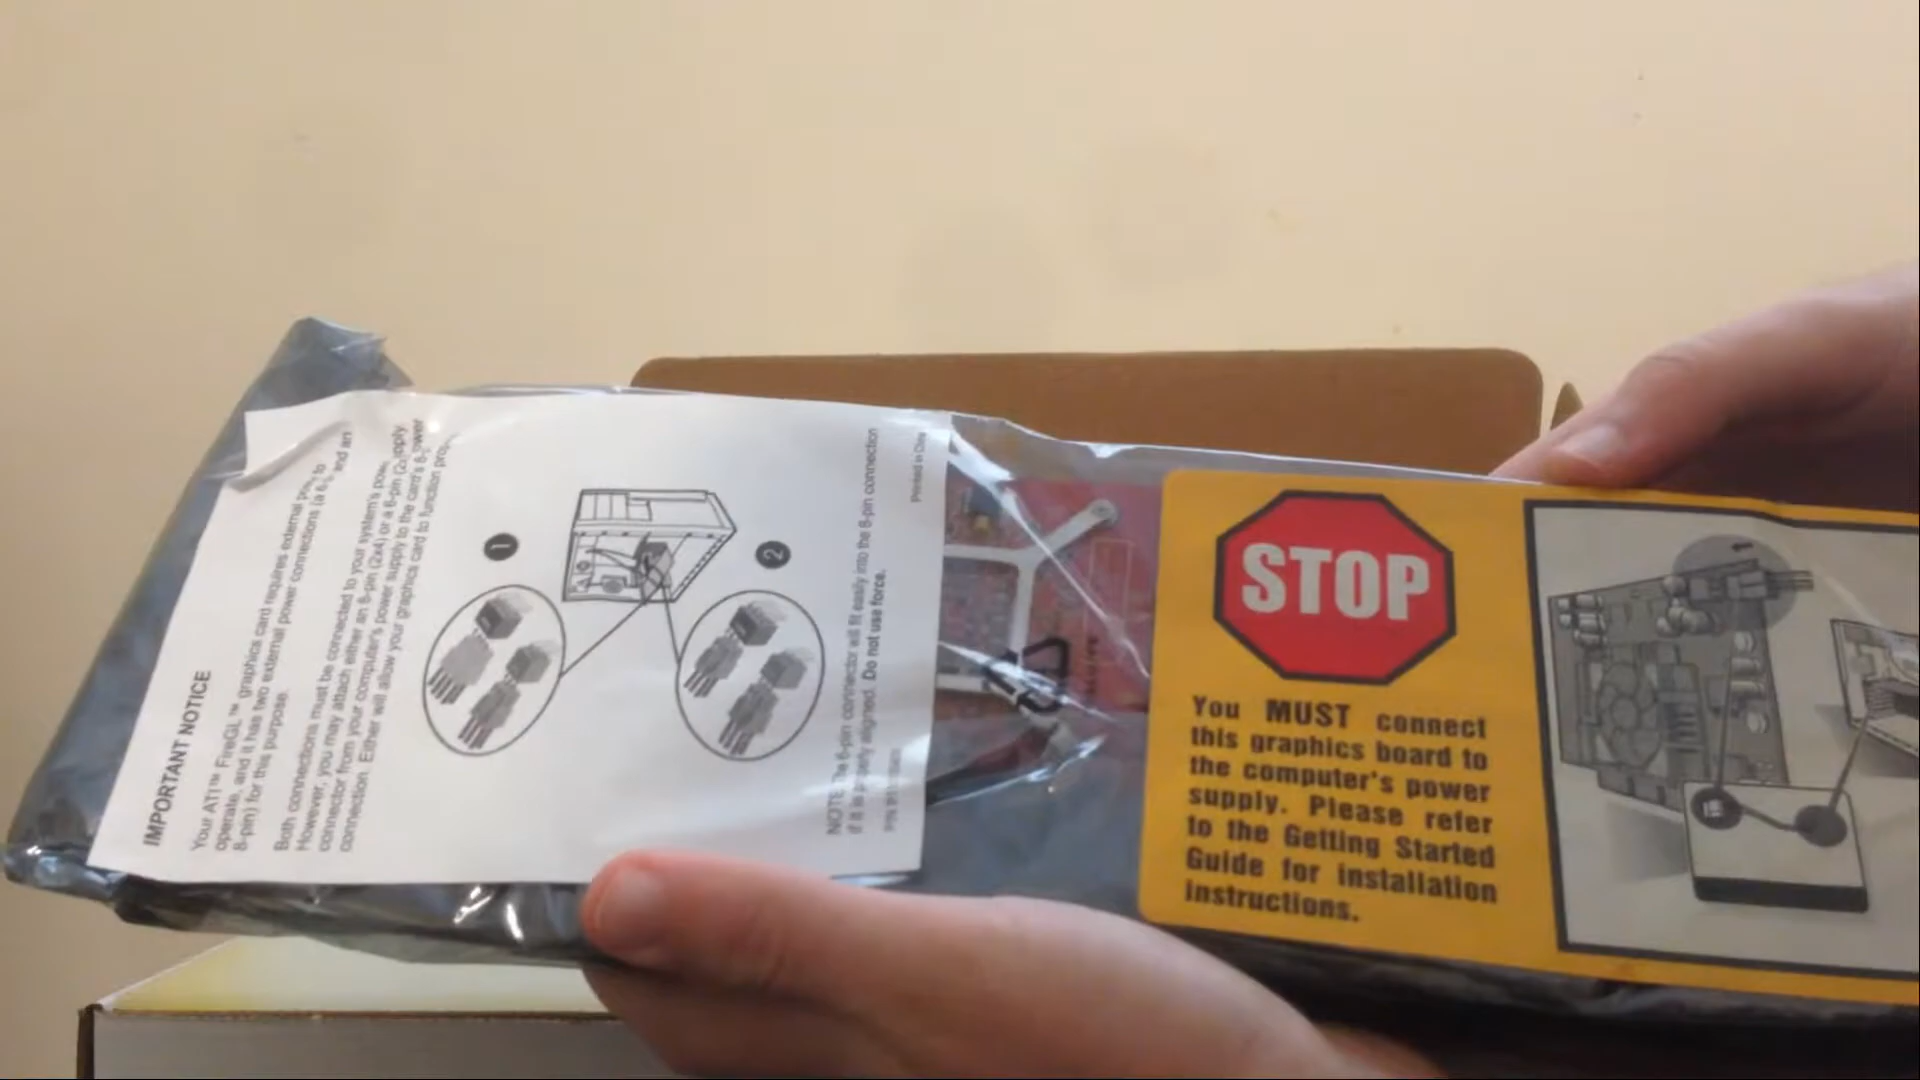 IMPORTANT NOTICE
Your ATI™ FireGL™ graphics card requires external power to
operate, and it has two external power connections (a 6- and an
8-pin) for this purpose.
Both connections must be connected to your system's power
However, you may attach either an 8-pin (2x4) or a 6-pin
connector from your computer's power supply to the card's 8- power
connection. Either will allow your graphics card to function
1
2
NOTE The 6-pin connector will fit easily into the 8-pin connection
if it is properly aligned. Do not use force.
P/N
Printed in
STOP
You MUST connect
this graphics board to
the computer's power
supply. Please refer
to the Getting Started
Guide for installation
instructions.